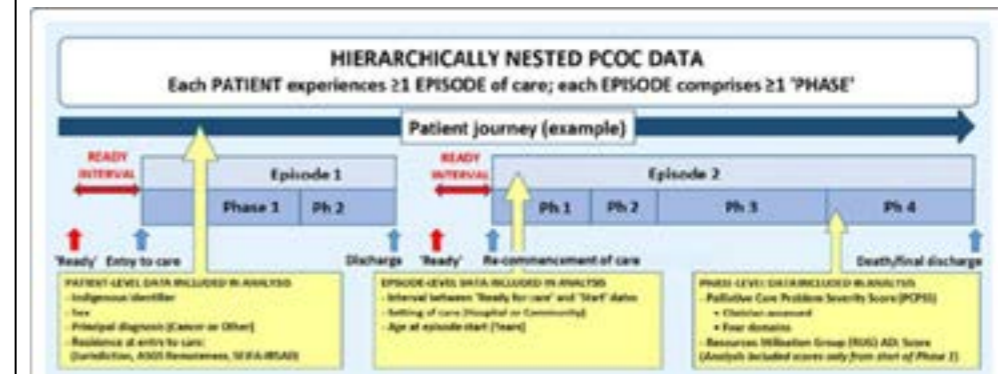 HIERARCHICALLY NESTED PCOC DATA
Each PATIENT experiences ≥1 EPISODE of care; each EPISODE comprises ≥1 'PHASE'
Patient journey (example)
READY
INTERVAL
Episode 1
Phase 1
Ph 2
READY
INTERVAL
Episode 2
Ph 1
Ph 2
Ph 3
Ph 4
'Ready'
Entry to care
Discharge
'Ready'
Re-commencement of care
Death/final discharge
PATIENT-LEVEL DATA INCLUDED IN ANALYSIS
- Indigenous identifier
- Sex
- Principal diagnosis (Cancer or Other)
- Residence at entry to care:
(Jurisdiction, ASGS Remoteness, SEIFA-IRSAD)
EPISODE-LEVEL DATA INCLUDED IN ANALYSIS
- Interval between 'Ready for care' and 'Start' dates
- Setting of care (Hospital or Community)
- Age at episode start (Years)
PHASE-LEVEL DATA INCLUDED IN ANALYSIS
- Palliative Care Problem Severity Score (PCPSS)
• Clinician assessed
• Four domains
- Resources Utilisation Group (RUG) ADL Score
(Analysis included scores only from start of Phase 1)